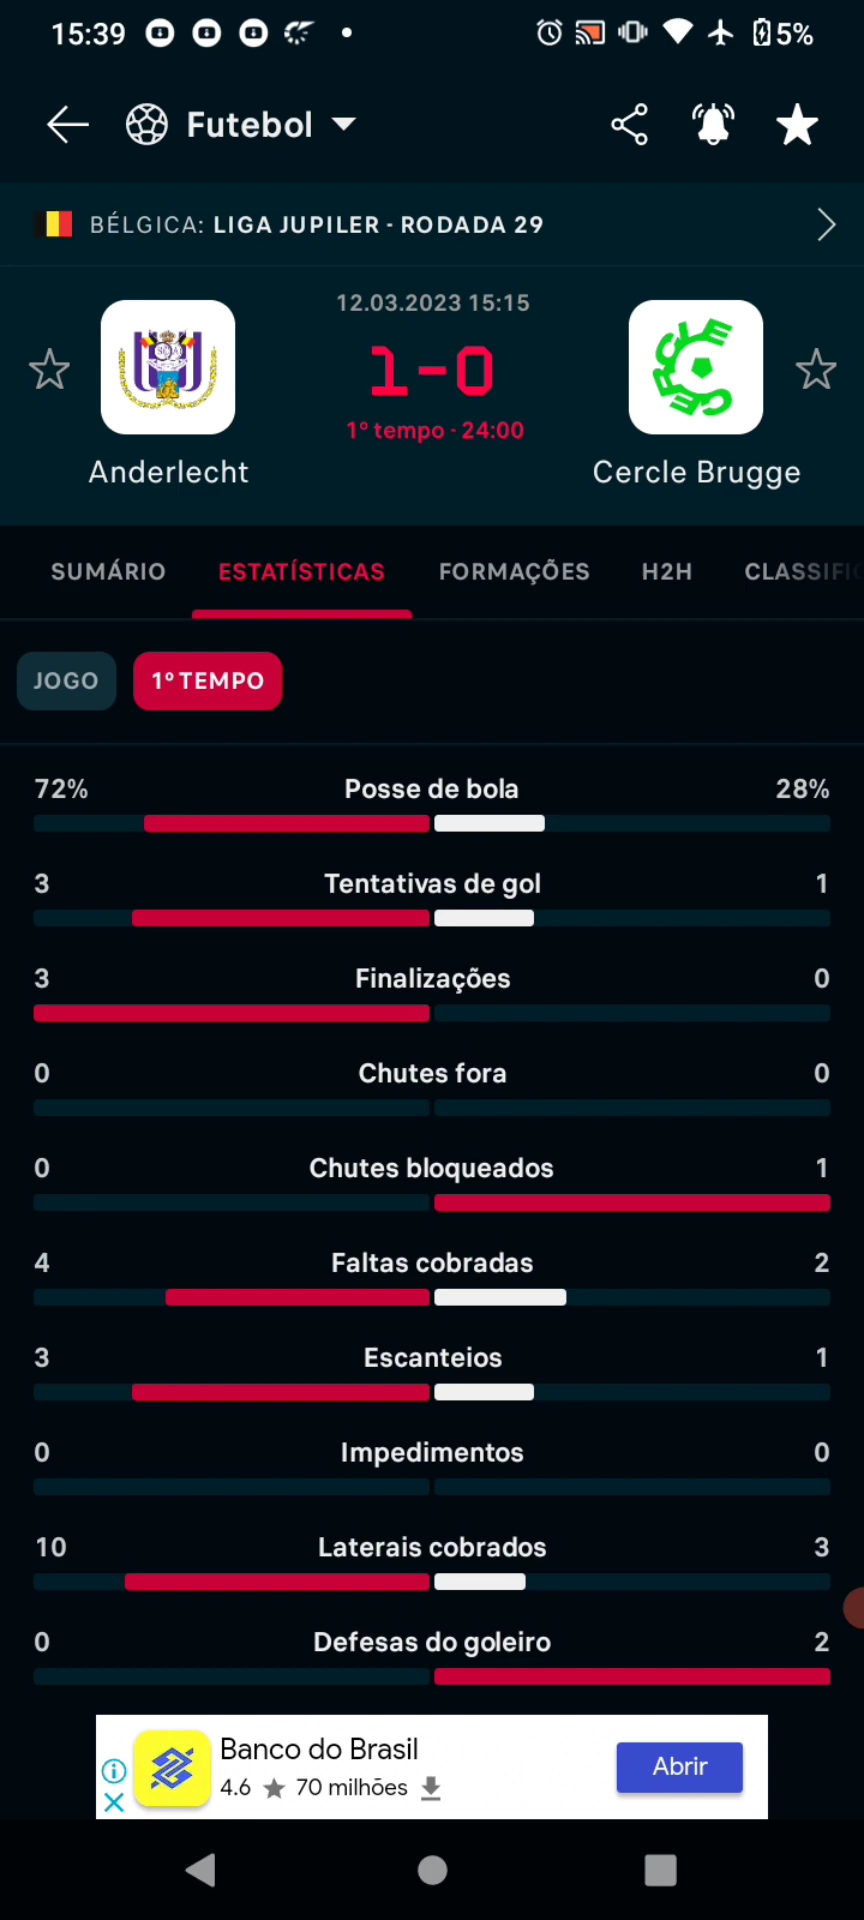 15:39
5%
Futebol
BÉLGICA: LIGA JUPILER - RODADA 29
12.03.2023 15:15
1-0
1º tempo - 24:00
Anderlecht
Cercle Brugge
SUMÁRIO ESTATÍSTICAS FORMAÇÕES H2H CLASSIFIC
JOGO 1º TEMPO
72% Posse de bola 28%
3 Tentativas de gol 1
3 Finalizações 0
0 Chutes fora 0
0 Chutes bloqueados 1
4 Faltas cobradas 2
3 Escanteios 1
0 Impedimentos 0
10 Laterais cobrados 3
0 Defesas do goleiro 2
Banco do Brasil
4.6 ★ 70 milhões
Abrir